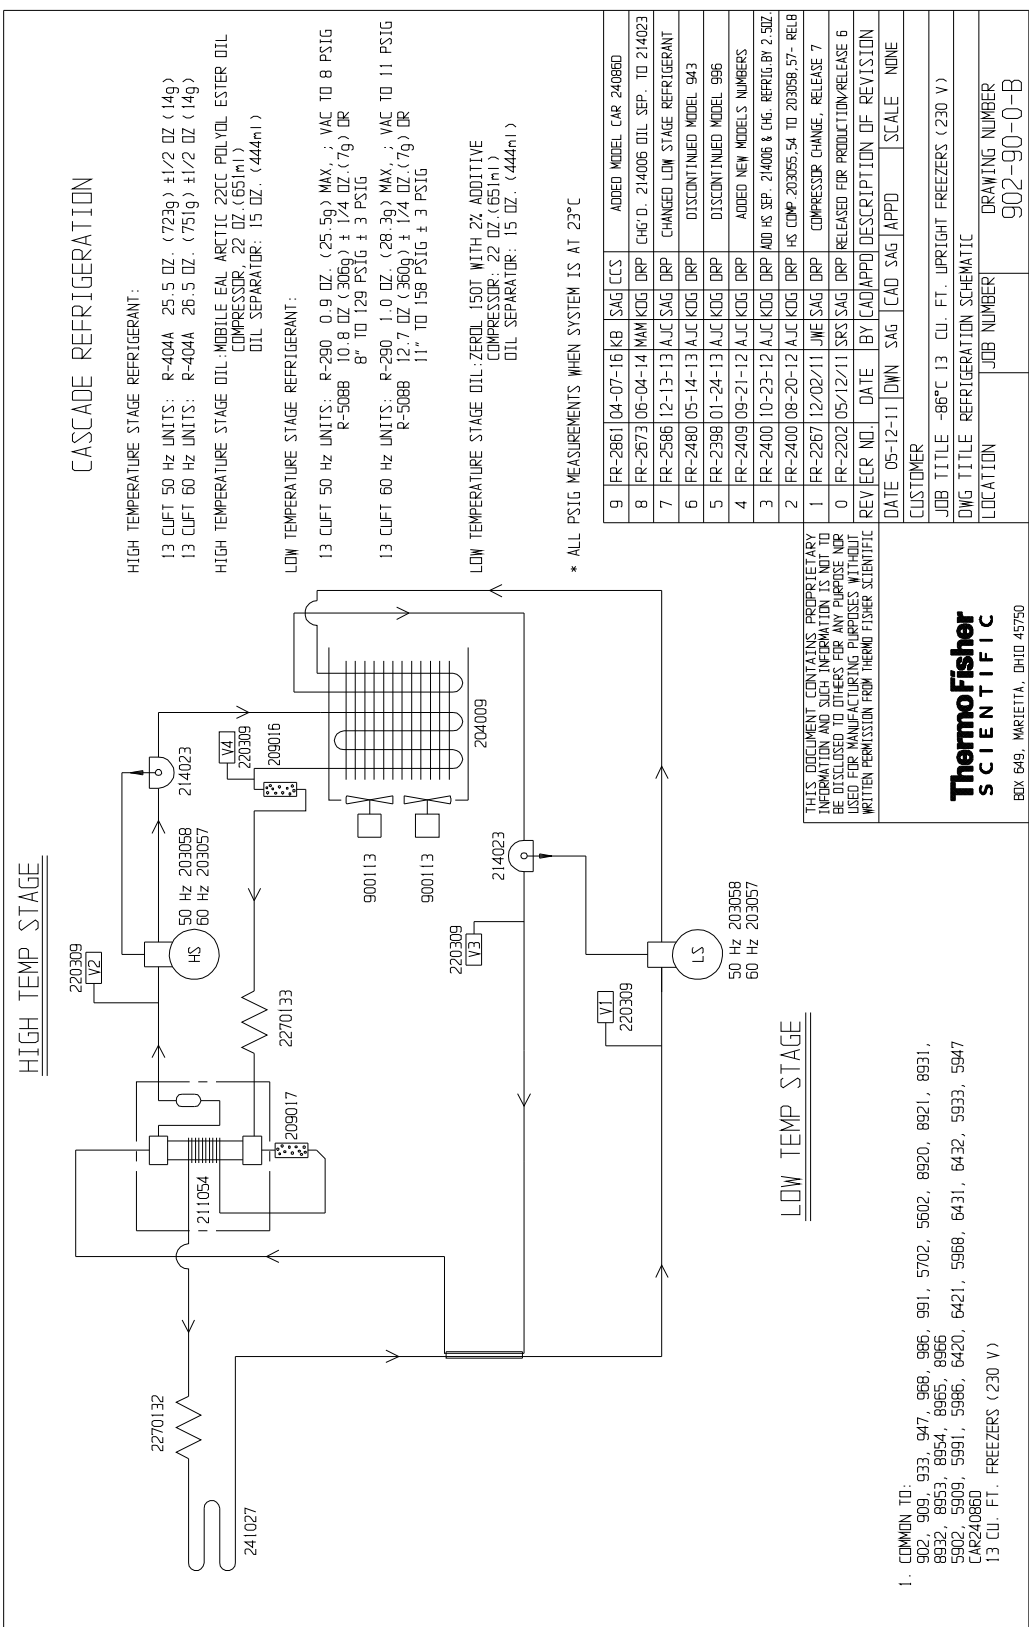 CASCADE REFRIGERATION
HIGH TEMPERATURE STAGE REFRIGERANT:
13 CUFT 50 Hz UNITS: R-404A 25.5 OZ. (723g) ±1/2 OZ (14g)
13 CUFT 60 Hz UNITS: R-404A 26.5 OZ. (751g) ±1/2 OZ (14g)
HIGH TEMPERATURE STAGE OIL:MOBILE EAL ARCTIC 22CC POLYOL ESTER OIL
COMPRESSOR, 22 OZ.(651ml)
OIL SEPARATOR: 15 OZ. (444ml)
LOW TEMPERATURE STAGE REFRIGERANT:
13 CUFT 50 Hz UNITS: R-290 0.9 OZ. (25.5g) MAX, ; VAC TO 8 PSIG
R-508B 10.8 OZ (306g) ± 1/4 OZ.(7g) OR
8" TO 129 PSIG ± 3 PSIG
13 CUFT 60 Hz UNITS: R-290 1.0 OZ. (28.3g) MAX, ; VAC TO 11 PSIG
R-508B 12.7 OZ (360g) ± 1/4 OZ.(7g) OR
11" TO 158 PSIG ± 3 PSIG
LOW TEMPERATURE STAGE OIL:ZEROL 150T WITH 2% ADDITIVE
COMPRESSOR: 22 OZ.(651ml)
OIL SEPARATOR: 15 OZ. (444ml)
* ALL PSIG MEASUREMENTS WHEN SYSTEM IS AT 23°C
HIGH TEMP STAGE
220309
V2
HS
50 Hz 203058
60 Hz 203057
214023
V4
220309
209016
204009
900113
900113
2270133
209017
211054
2270132
241027
214023
220309
V3
LS
50 Hz 203058
60 Hz 203057
V1
220309
LOW TEMP STAGE
1. COMMON TO:
902, 909, 933, 947, 968, 986, 991, 5702, 5602, 8920, 8921, 8931,
8932, 8953, 8954, 8965, 8966
5902, 5909, 5991, 5986, 6420, 6421, 5968, 6431, 6432, 5933, 5947
CAR24086D
13 CU. FT. FREEZERS (230 V)
9 FR-2861 04-07-16 KB SAG CCS ADDED MODEL CAR 24086D
8 FR-2673 06-04-14 MAM KDG DRP CHG'D. 214006 OIL SEP. TO 214023
7 FR-2586 12-13-13 AJC KDG DRP CHANGED LOW STAGE REFRIGERANT
6 FR-2480 05-14-13 AJC KDG DRP DISCONTINUED MODEL 943
5 FR-2398 01-24-13 AJC KDG DRP DISCONTINUED MODEL 996
4 FR-2409 09-21-12 AJC KDG DRP ADDED NEW MODELS NUMBERS
3 FR-2400 10-23-12 AJC KDG DRP ADD HS SEP. 214006 & CHG. REFRIG.BY 2.5OZ.
2 FR-2400 08-20-12 AJC KDG DRP HS COMP.203055,54 TO 203058,57- REL8
1 FR-2267 12/02/11 JWE SAG DRP COMPRESSOR CHANGE, RELEASE 7
0 FR-2202 05/12/11 SRS SAG DRP RELEASED FOR PRODUCTION/RELEASE 6
REV ECR NO. DATE BY CAD APPD DESCRIPTION OF REVISION
DATE 05-12-11 DWN SAG CAD SAG APPD SCALE NONE
CUSTOMER
JOB TITLE -86°C 13 CU. FT. UPRIGHT FREEZERS (230 V)
DWG TITLE REFRIGERATION SCHEMATIC
LOCATION JOB NUMBER DRAWING NUMBER
902-90-0-B
THIS DOCUMENT CONTAINS PROPRIETARY
INFORMATION AND SUCH INFORMATION IS NOT TO
BE DISCLOSED TO OTHERS FOR ANY PURPOSE NOR
USED FOR MANUFACTURING PURPOSES WITHOUT
WRITTEN PERMISSION FROM THERMO FISHER SCIENTIFIC
ThermoFisher
SCIENTIFIC
BOX 649, MARIETTA, OHIO 45750